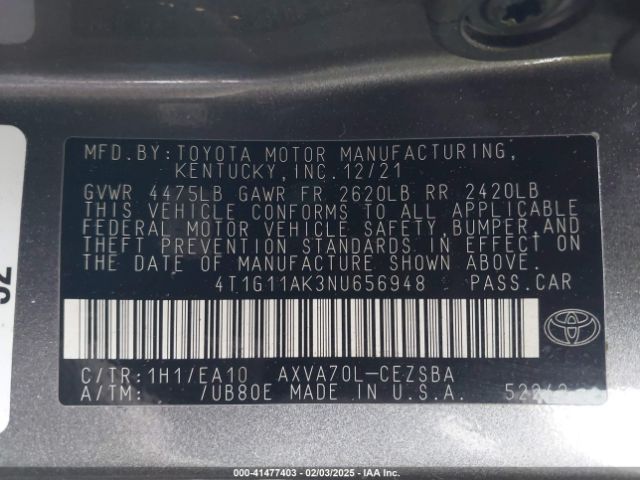 MFD.BY:TOYOTA MOTOR MANUFACTURING,
KENTUCKY,INC.12/21
GVWR 4475LB GAWR FR 2620LB RR 2420LB
THIS VEHICLE CONFORMS TO ALL APPLICABLE
FEDERAL MOTOR VEHICLE SAFETY,BUMPER,AND
THEFT PREVENTION STANDARDS IN EFFECT ON
THE DATE OF MANUFACTURE SHOWN ABOVE.
4T1G11AK3NU656948 PASS.CAR
C/TR:1H1/EA10 AXVA70L-CEZSBA
A/TM: /UB80E MADE IN U.S.A.
000-41477403 - 02/03/2025 - IAA Inc.